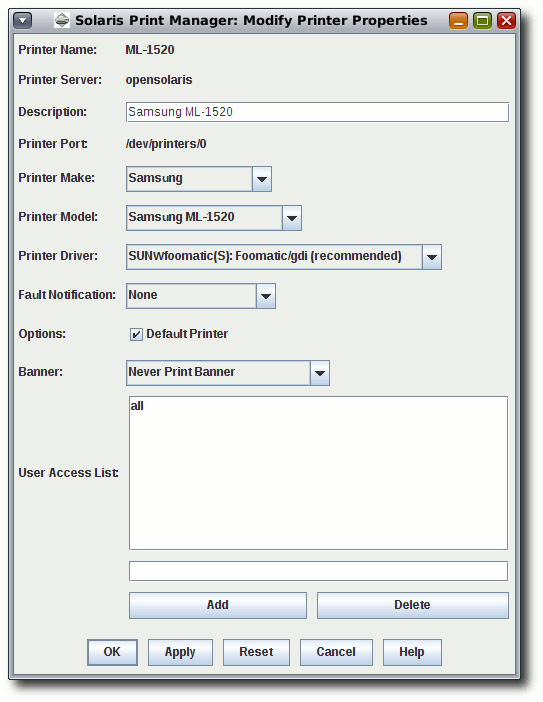 Solaris Print Manager: Modify Printer Properties
Printer Name: ML-1520
Printer Server: opensolaris
Description: Samsung ML-1520
Printer Port: /dev/printers/0
Printer Make: Samsung
Printer Model: Samsung ML-1520
Printer Driver: SUNWfoomatic(S): Foomatic/gdi (recommended)
Fault Notification: None
Options: Default Printer
Banner: Never Print Banner
all
User Access List:
Add Delete
OK Apply Reset Cancel Help